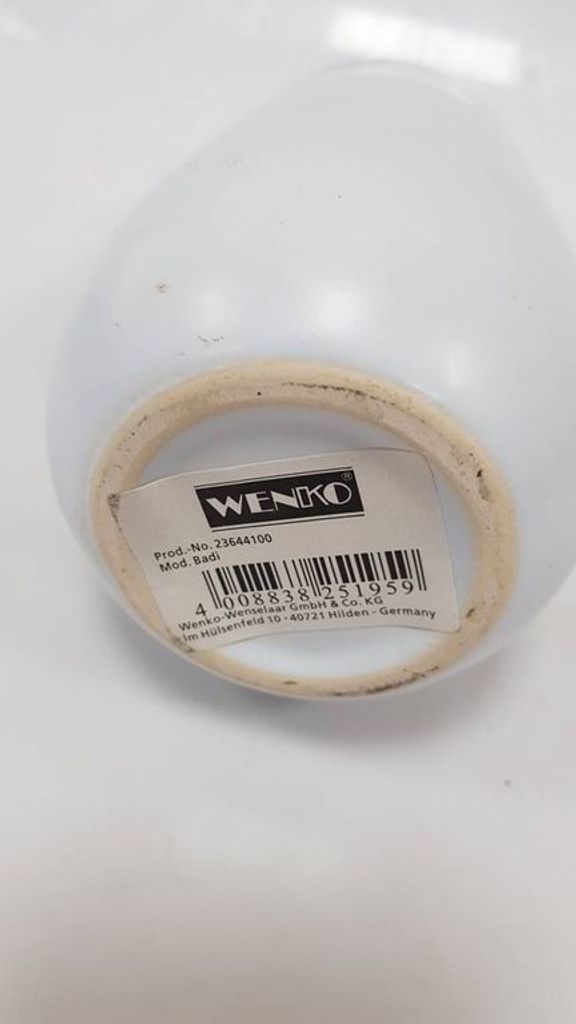 WENKO®
Prod.-No. 23644100
Mod. Badi
4 008838 251959
Wenko-Wenselaar GmbH & Co. KG
Im Hülsenfeld 10 - 40721 Hilden - Germany